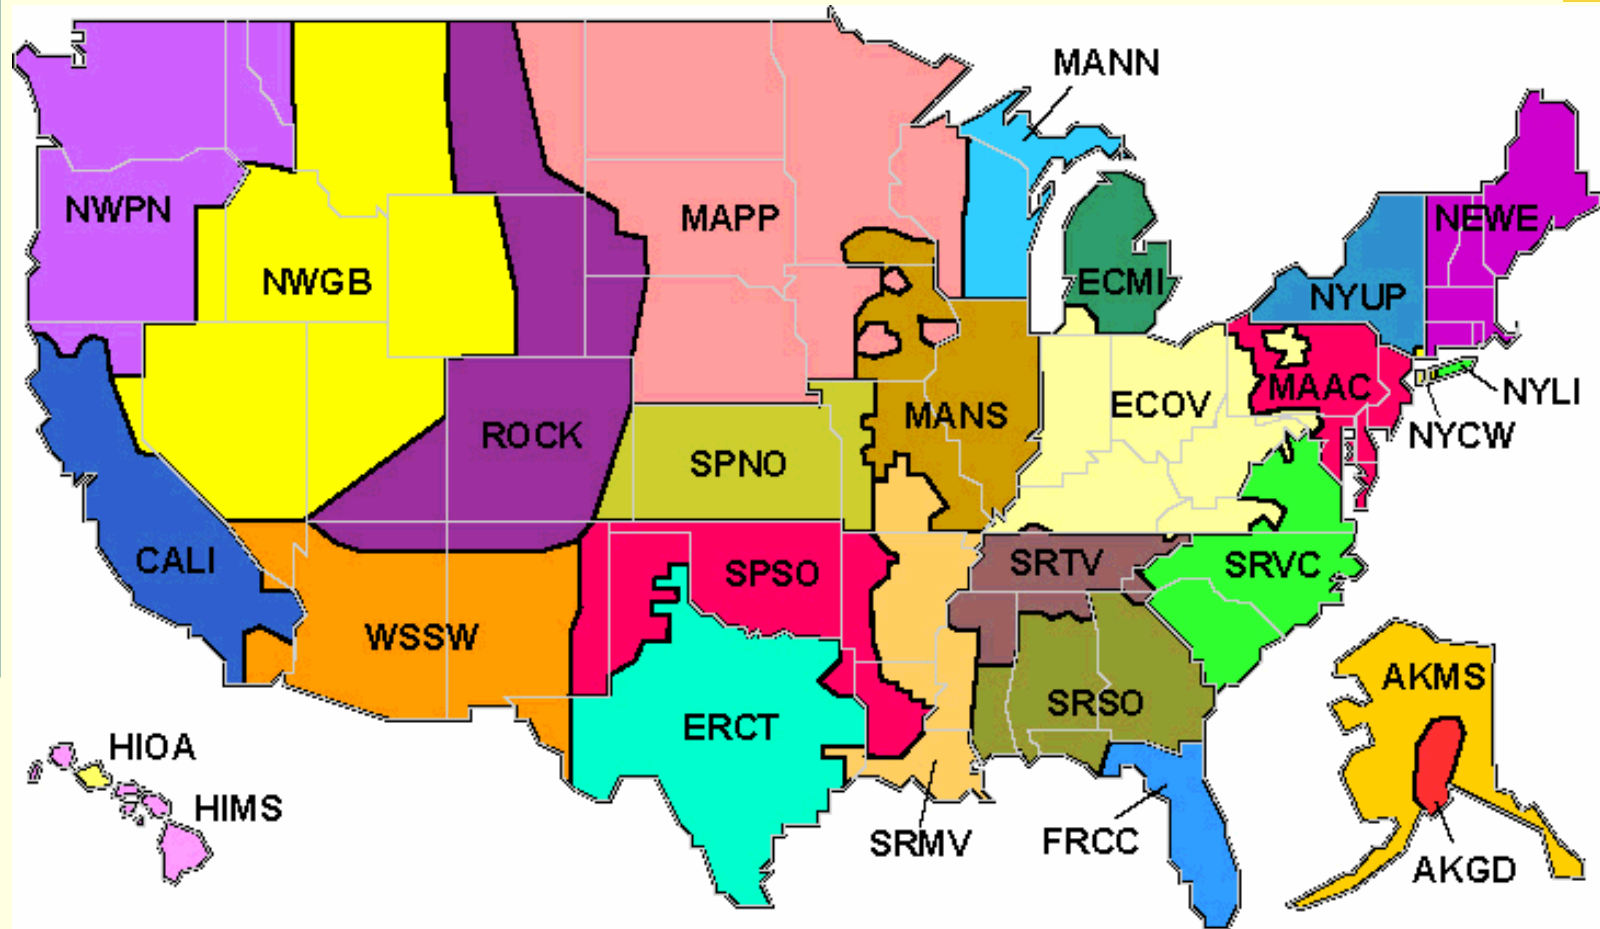 MANN
NWPN
MAPP
NEWE
NWGB
ECMI
NYUP
MAAC
NYLI
ECOV
MANS
ROCK
NYCW
SPNO
CALI
SPSO
SRTV
SRVC
WSSW
AKMS
SRSO
ERCT
HIOA
HIMS
SRMV
FRCC
AKGD